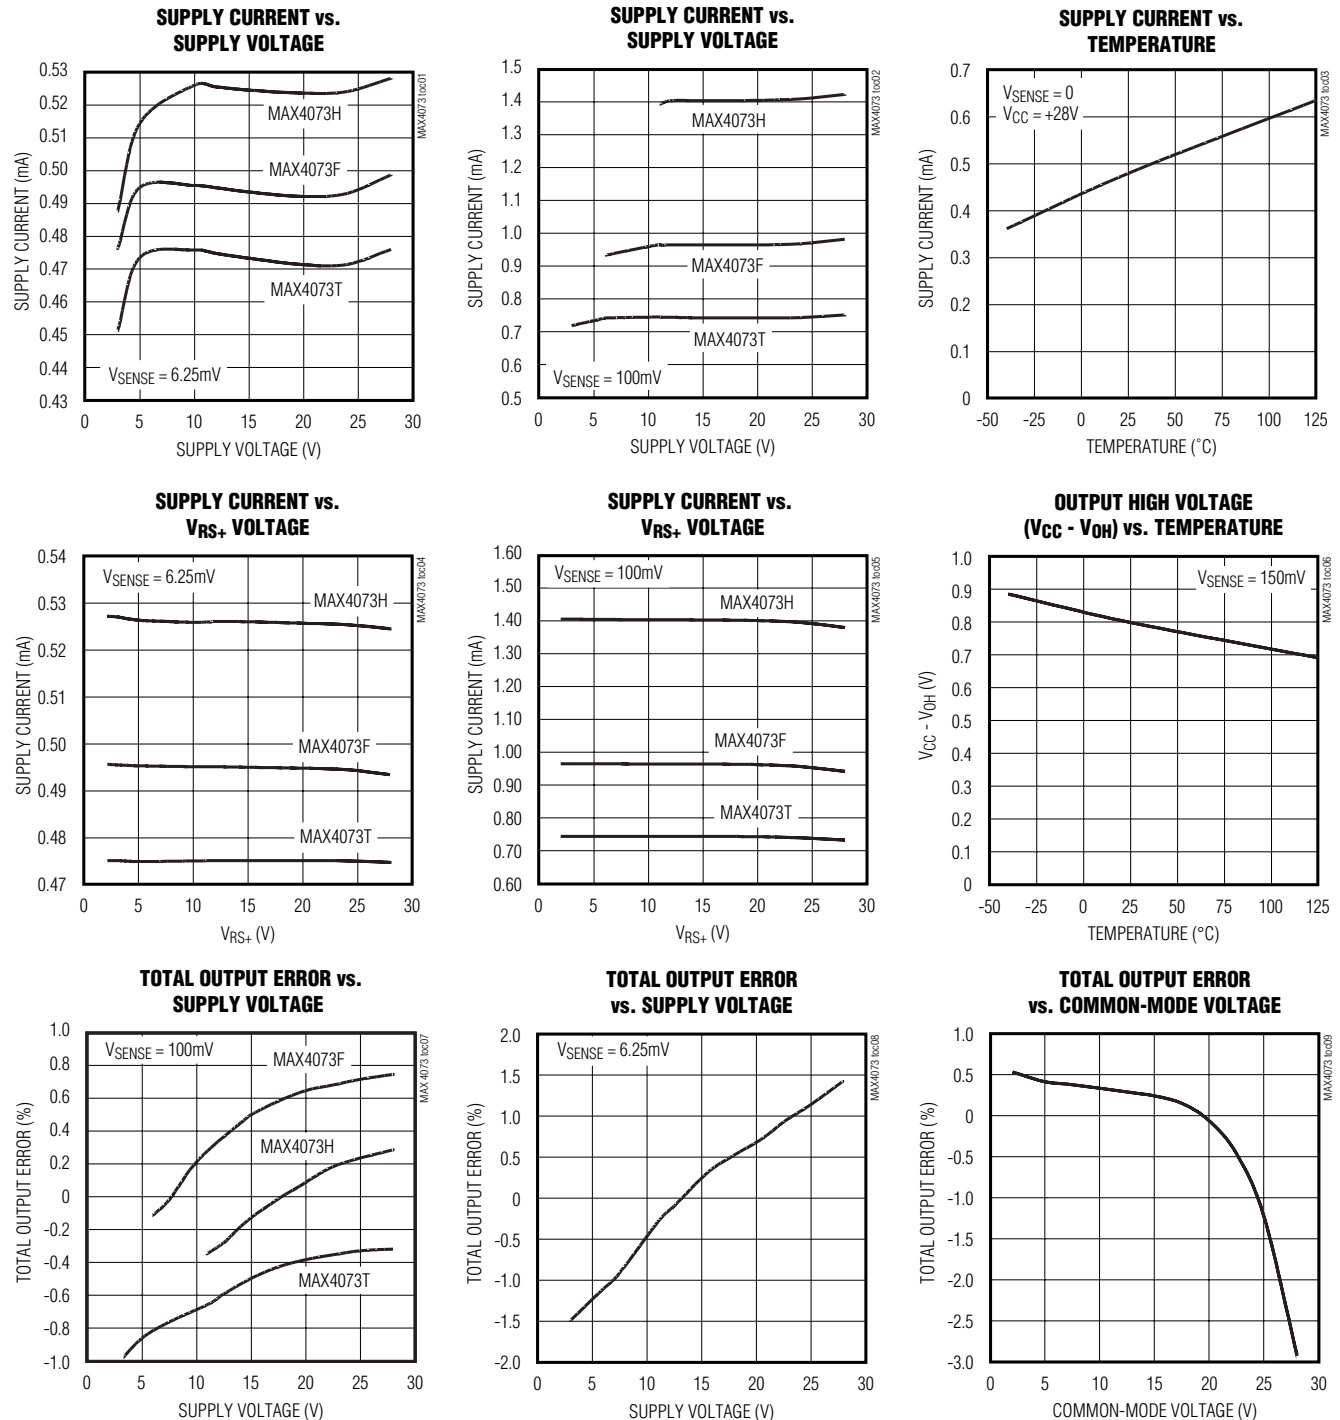 SUPPLY CURRENT vs.
SUPPLY VOLTAGE
0.53
0.52
0.51
0.50
0.49
0.48
0.47
0.46
0.45
0.44
0.43
SUPPLY CURRENT (mA)
MAX4073H
MAX4073F
MAX4073T
VSENSE = 6.25mV
MAX4073 toc01
0 5 10 15 20 25 30
SUPPLY VOLTAGE (V)
SUPPLY CURRENT vs.
SUPPLY VOLTAGE
1.5
1.4
1.3
1.2
1.1
1.0
0.9
0.8
0.7
0.6
0.5
SUPPLY CURRENT (mA)
MAX4073H
MAX4073F
MAX4073T
VSENSE = 100mV
MAX4073 toc02
0 5 10 15 20 25 30
SUPPLY VOLTAGE (V)
SUPPLY CURRENT vs.
TEMPERATURE
0.7
0.6
0.5
0.4
0.3
0.2
0.1
0
SUPPLY CURRENT (mA)
VSENSE = 0
VCC = +28V
MAX4073 toc03
-50 -25 0 25 50 75 100 125
TEMPERATURE (°C)
SUPPLY CURRENT vs.
VRS+ VOLTAGE
0.54
0.53
0.52
0.51
0.50
0.49
0.48
0.47
SUPPLY CURRENT (mA)
VSENSE = 6.25mV
MAX4073H
MAX4073F
MAX4073T
MAX4073 toc04
0 5 10 15 20 25 30
VRS+ (V)
SUPPLY CURRENT vs.
VRS+ VOLTAGE
1.60
1.50
1.40
1.30
1.20
1.10
1.00
0.90
0.80
0.70
0.60
SUPPLY CURRENT (mA)
VSENSE = 100mV
MAX4073H
MAX4073F
MAX4073T
MAX4073 toc05
0 5 10 15 20 25 30
VRS+ (V)
OUTPUT HIGH VOLTAGE
(VCC - VOH) vs. TEMPERATURE
1.0
0.9
0.8
0.7
0.6
0.5
0.4
0.3
0.2
0.1
0
VCC - VOH (V)
VSENSE = 150mV
MAX4073 toc06
-50 -25 0 25 50 75 100 125
TEMPERATURE (°C)
TOTAL OUTPUT ERROR vs.
SUPPLY VOLTAGE
1.0
0.8
0.6
0.4
0.2
0
-0.2
-0.4
-0.6
-0.8
-1.0
TOTAL OUTPUT ERROR (%)
VSENSE = 100mV
MAX4073F
MAX4073H
MAX4073T
MAX4073 toc07
0 5 10 15 20 25 30
SUPPLY VOLTAGE (V)
TOTAL OUTPUT ERROR
vs. SUPPLY VOLTAGE
2.0
1.5
1.0
0.5
0
-0.5
-1.0
-1.5
-2.0
TOTAL OUTPUT ERROR (%)
VSENSE = 6.25mV
MAX4073 toc08
0 5 10 15 20 25 30
SUPPLY VOLTAGE (V)
TOTAL OUTPUT ERROR
vs. COMMON-MODE VOLTAGE
1.0
0.5
0
-0.5
-1.0
-1.5
-2.0
-2.5
-3.0
TOTAL OUTPUT ERROR (%)
MAX4073 toc09
0 5 10 15 20 25 30
COMMON-MODE VOLTAGE (V)